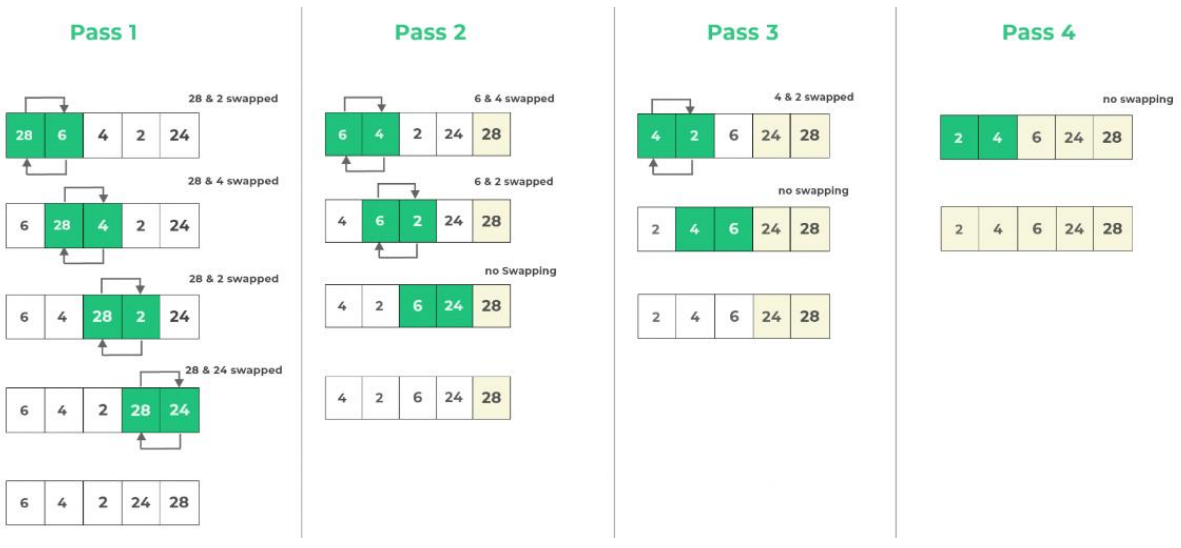 Pass 1
28 & 2 swapped
28 6 4 2 24
28 & 4 swapped
6 28 4 2 24
28 & 2 swapped
6 4 28 2 24
28 & 24 swapped
6 4 2 28 24
6 4 2 24 28
Pass 2
6 & 4 swapped
6 4 2 24 28
6 & 2 swapped
4 6 2 24 28
no Swapping
4 2 6 24 28
4 2 6 24 28
Pass 3
4 & 2 swapped
4 2 6 24 28
no swapping
2 4 6 24 28
2 4 6 24 28
Pass 4
no swapping
2 4 6 24 28
2 4 6 24 28